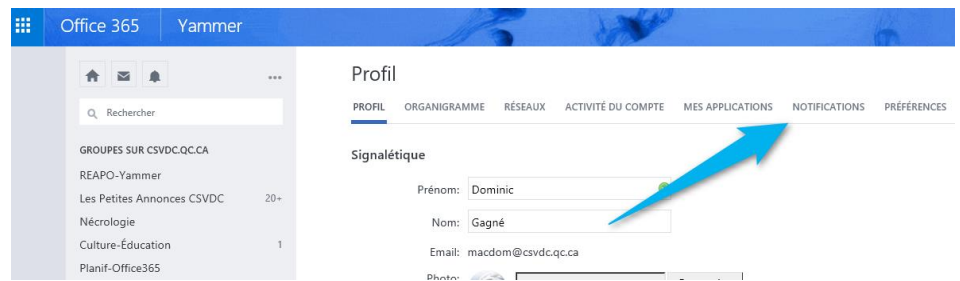 Office 365 Yammer
Rechercher
GROUPES SUR CSVDC.QC.CA
REAPO-Yammer
Les Petites Annonces CSVDC 20+
Nécrologie
Culture-Éducation 1
Planif-Office365
Profil
PROFIL ORGANIGRAMME RÉSEAUX ACTIVITÉ DU COMPTE MES APPLICATIONS NOTIFICATIONS PRÉFÉRENCES
Signalétique
Prénom: Dominic
Nom: Gagné
Email: macdom@csvdc.qc.ca
Photo: